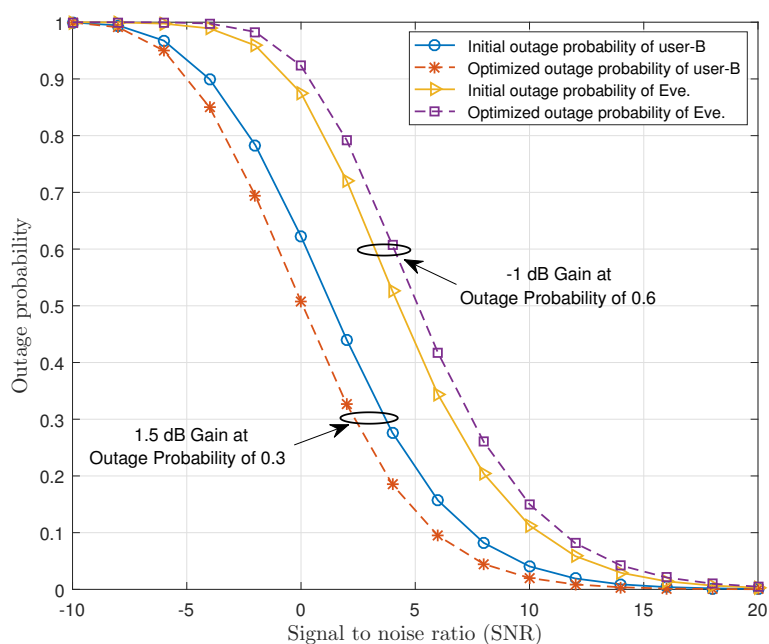 Initial outage probability of user-B
Optimized outage probability of user-B
Initial outage probability of Eve.
Optimized outage probability of Eve.
-1 dB Gain at
Outage Probability of 0.6
1.5 dB Gain at
Outage Probability of 0.3
Outage probability
1
0.9
0.8
0.7
0.6
0.5
0.4
0.3
0.2
0.1
0
-10
-5
0
5
10
15
20
Signal to noise ratio (SNR)